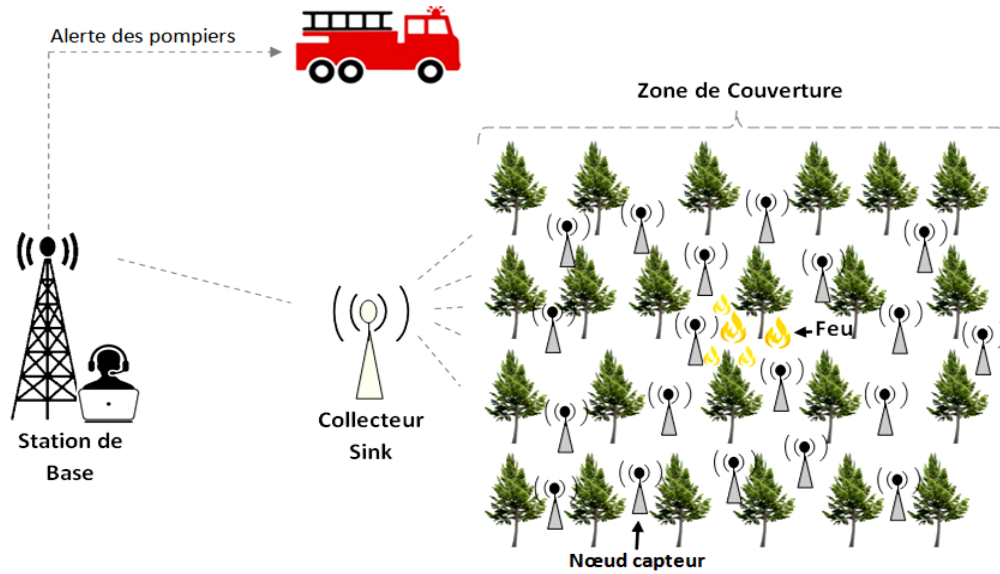 Alerte des pompiers
Zone de Couverture
Feu
Collecteur
Sink
Station de
Base
Nœud capteur